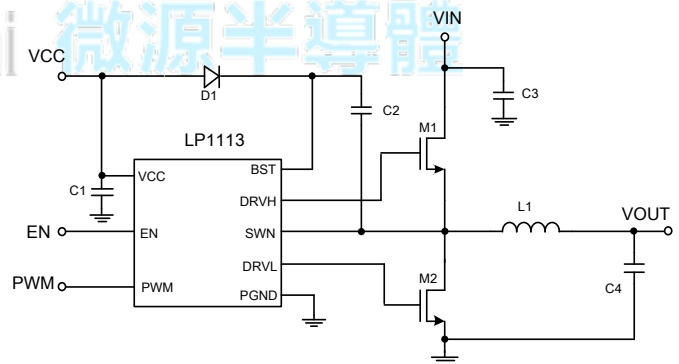 i 微源半導體
VIN
VCC
D1
C2
C3
LP1113
M1
VCC
BST
C1
DRVH
L1
VOUT
EN
EN
SWN
DRVL
M2
C4
PWM
PWM
PGND